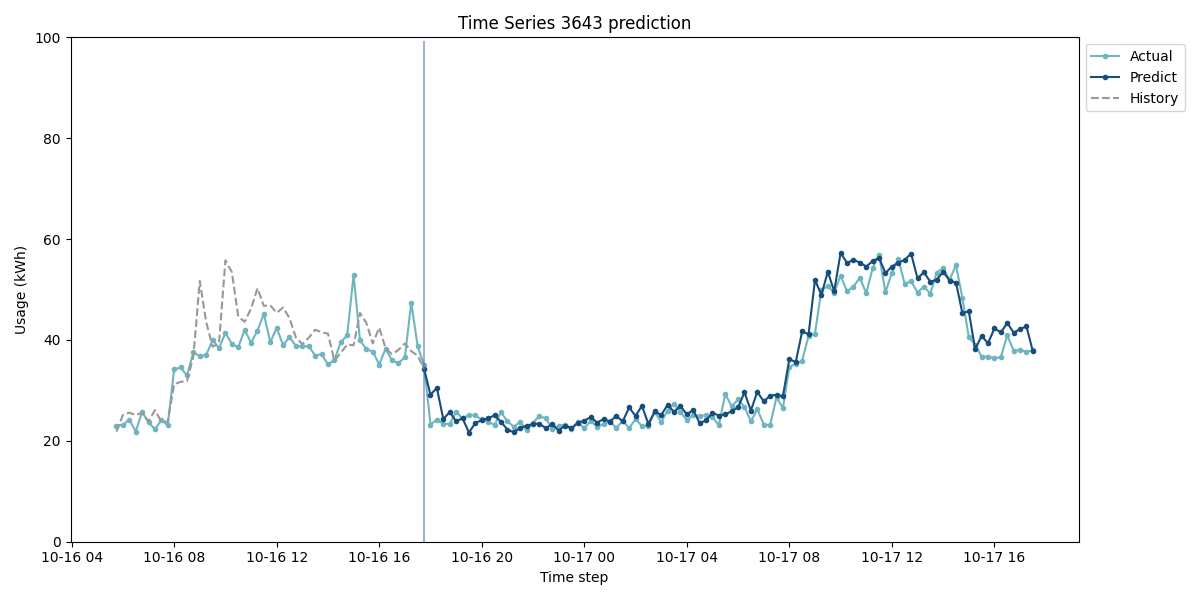 Time Series 3643 prediction
Usage (kWh)
100
80
60
40
20
0
10-16 04
10-16 08
10-16 12
10-16 16
10-16 20
10-17 00
10-17 04
10-17 08
10-17 12
10-17 16
Time step
Actual
Predict
History